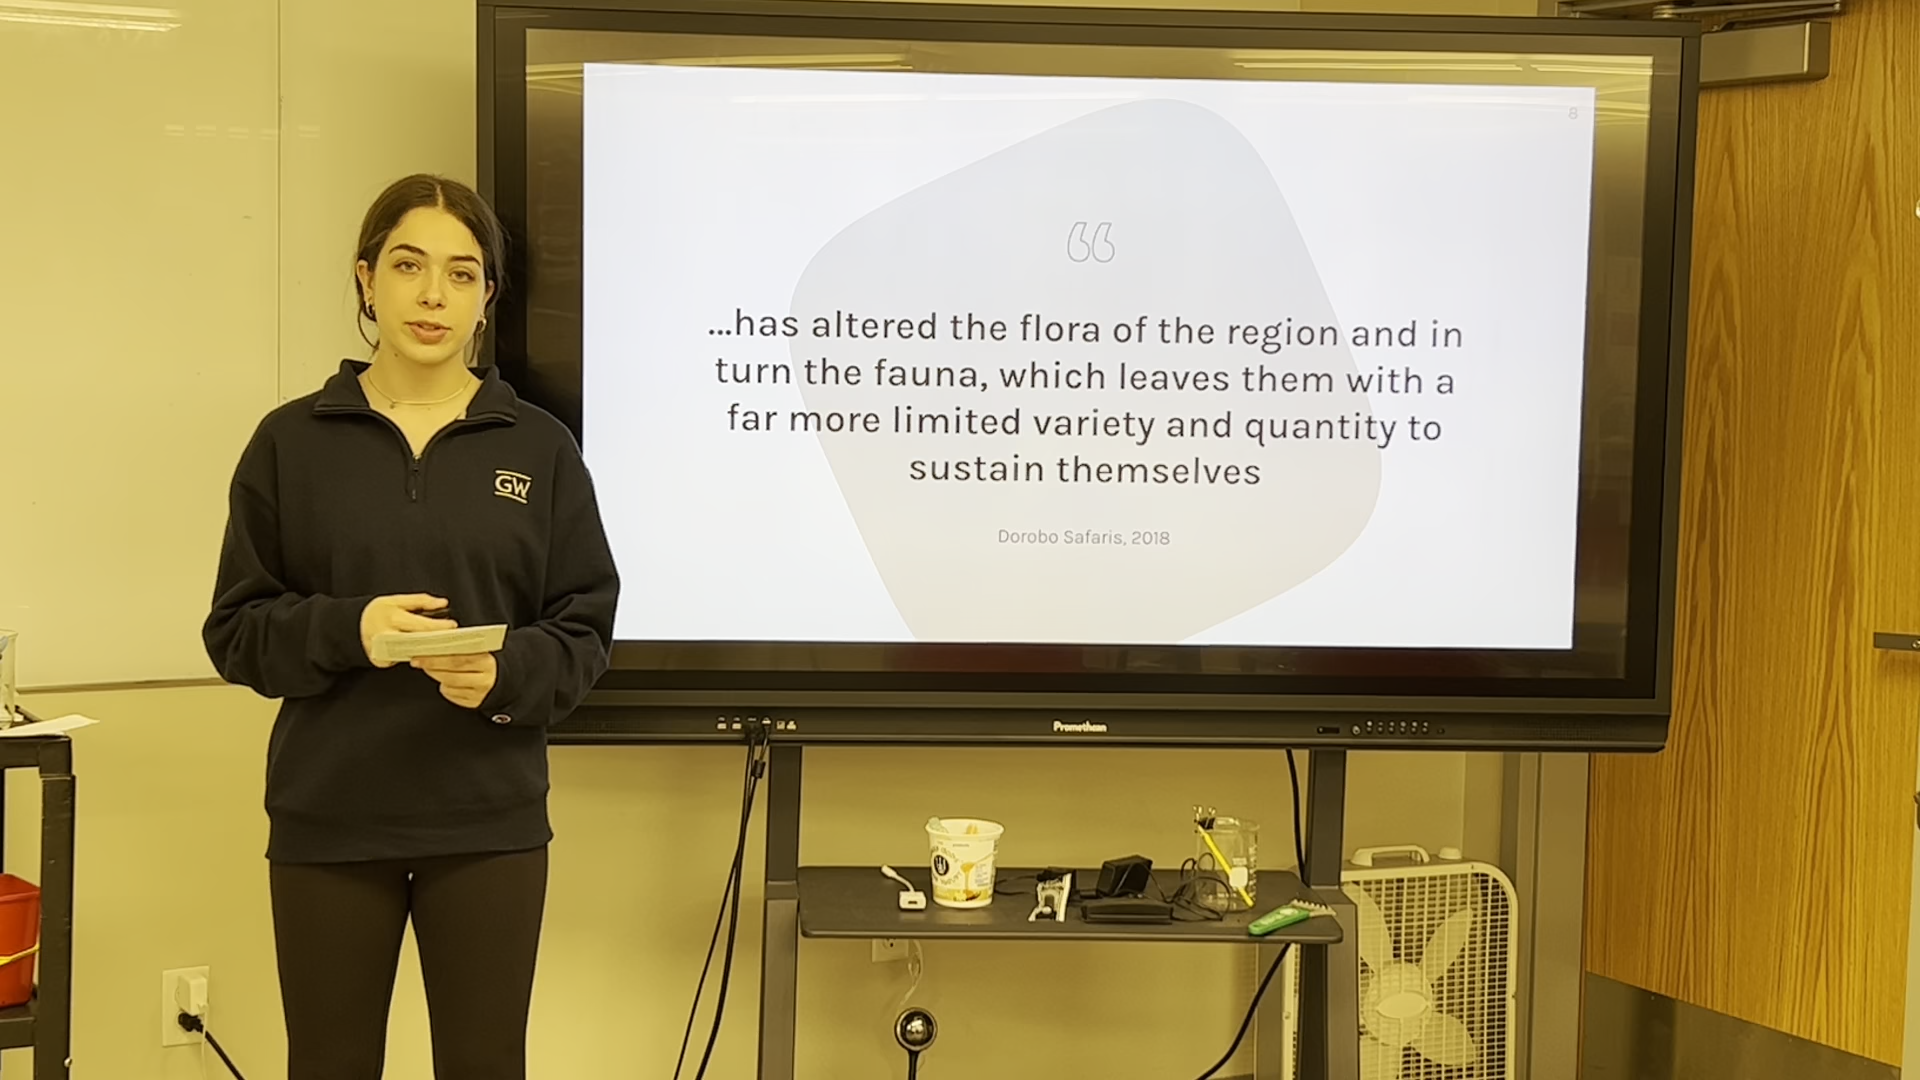 8
“
...has altered the flora of the region and in
turn the fauna, which leaves them with a
far more limited variety and quantity to
sustain themselves
Dorobo Safaris, 2018
GW
Promethean